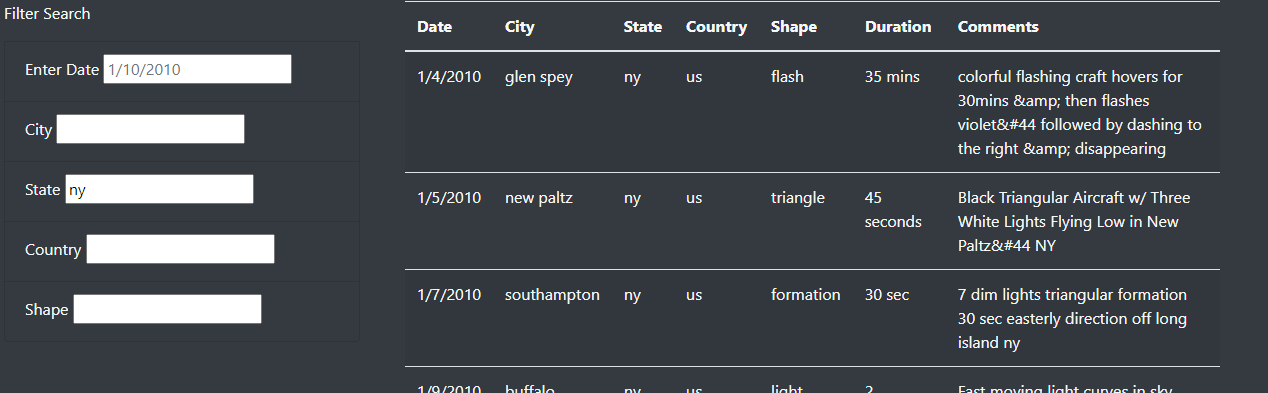 Filter Search
Enter Date 1/10/2010
City
State ny
Country
Shape
Date City State Country Shape Duration Comments
1/4/2010 glen spey ny us flash 35 mins colorful flashing craft hovers for
30mins &amp; then flashes
violet&#44 followed by dashing to
the right &amp; disappearing
1/5/2010 new paltz ny us triangle 45 Black Triangular Aircraft w/ Three
seconds White Lights Flying Low in New
Paltz&#44 NY
1/7/2010 southampton ny us formation 30 sec 7 dim lights triangular formation
30 sec easterly direction off long
island ny
1/9/2010 buffalo ny us light 2 Fast moving light curves in sky